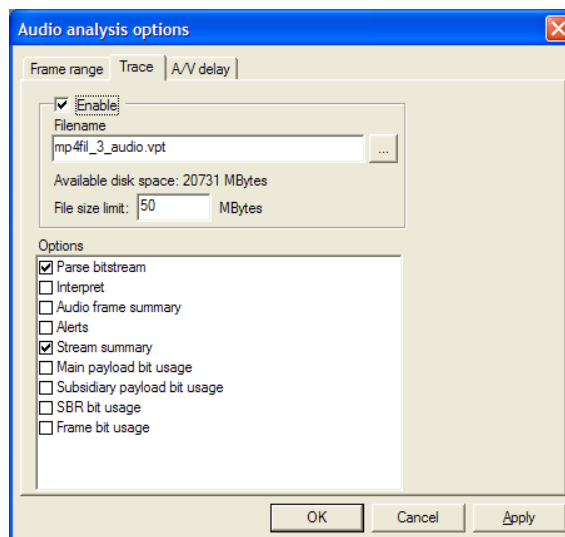 Audio analysis options
Frame range Trace A/V delay
Enable
Filename
mp4fil_3_audio.vpt ...
Available disk space: 20731 MBytes
File size limit: 50 MBytes
Options
Parse bitstream
Interpret
Audio frame summary
Alerts
Stream summary
Main payload bit usage
Subsidiary payload bit usage
SBR bit usage
Frame bit usage
OK Cancel Apply